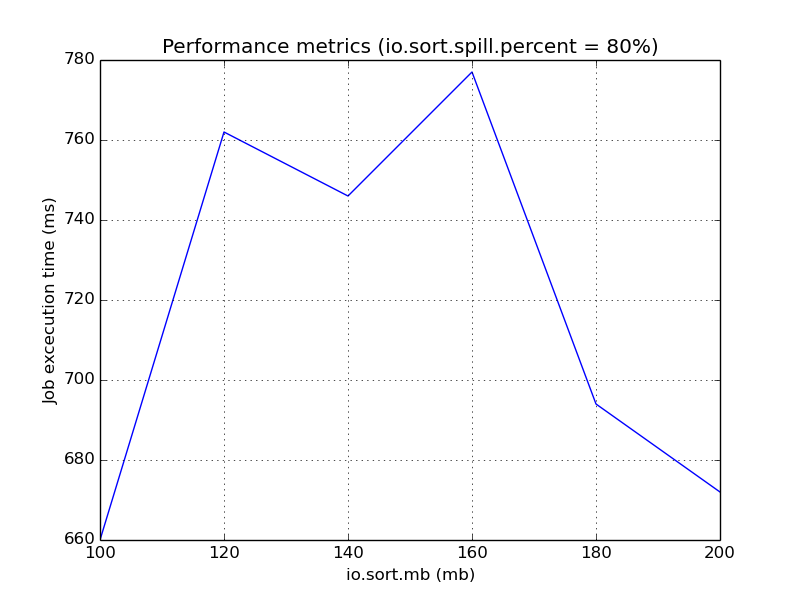 Performance metrics (io.sort.spill.percent = 80%)
780
760
740
720
700
680
660
Job excecution time (ms)
100 120 140 160 180 200
io.sort.mb (mb)